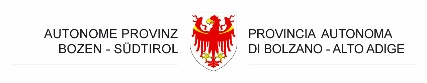 AUTONOME PROVINZ
BOZEN - SÜDTIROL
PROVINCIA AUTONOMA
DI BOLZANO - ALTO ADIGE